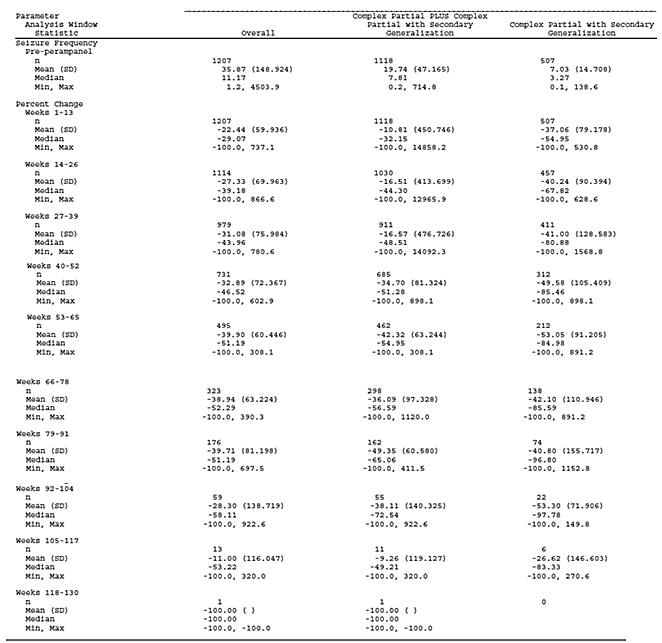 Parameter Complex Partial PLUS Complex
Analysis Window Partial with Secondary Complex Partial with Secondary
Statistic Overall Generalization Generalization
Seizure Frequency
Pre-perampanel
n 1207 1118 507
Mean (SD) 35.87 (148.924) 19.74 (47.165) 7.03 (14.708)
Median 11.17 7.81 3.27
Min, Max 1.2, 4503.9 0.2, 714.8 0.1, 138.6
Percent Change
Weeks 1-13
n 1207 1118 507
Mean (SD) -22.44 (59.936) -10.81 (450.746) -37.06 (79.178)
Median -29.07 -32.15 -54.95
Min, Max -100.0, 737.1 -100.0, 14858.2 -100.0, 530.8
Weeks 14-26
n 1114 1030 457
Mean (SD) -27.33 (69.963) -16.51 (413.699) -40.24 (90.394)
Median -39.18 -44.30 -67.82
Min, Max -100.0, 866.6 -100.0, 12965.9 -100.0, 628.6
Weeks 27-39
n 979 911 411
Mean (SD) -31.08 (75.984) -16.57 (476.726) -41.00 (128.583)
Median -43.96 -48.51 -80.88
Min, Max -100.0, 780.6 -100.0, 14092.3 -100.0, 1568.8
Weeks 40-52
n 731 685 312
Mean (SD) -32.89 (72.367) -34.70 (81.324) -49.58 (105.409)
Median -46.52 -51.28 -85.46
Min, Max -100.0, 602.9 -100.0, 898.1 -100.0, 898.1
Weeks 53-65
n 495 462 212
Mean (SD) -39.90 (60.446) -42.32 (63.244) -53.05 (91.205)
Median -51.19 -54.95 -84.98
Min, Max -100.0, 308.1 -100.0, 308.1 -100.0, 891.2
Weeks 66-78
n 323 298 138
Mean (SD) -38.94 (63.224) -36.09 (97.328) -42.10 (110.946)
Median -52.29 -56.59 -85.59
Min, Max -100.0, 390.3 -100.0, 1120.0 -100.0, 891.2
Weeks 79-91
n 176 162 74
Mean (SD) -39.71 (81.198) -49.35 (60.580) -40.80 (155.717)
Median -51.19 -65.06 -96.80
Min, Max -100.0, 697.5 -100.0, 411.5 -100.0, 1152.8
Weeks 92-104
n 59 55 22
Mean (SD) -28.30 (138.719) -38.11 (140.325) -53.30 (71.906)
Median -58.11 -72.54 -97.78
Min, Max -100.0, 922.6 -100.0, 922.6 -100.0, 149.8
Weeks 105-117
n 13 11 6
Mean (SD) -11.00 (116.047) -9.26 (119.127) -26.62 (146.603)
Median -53.22 -49.21 -83.33
Min, Max -100.0, 320.0 -100.0, 320.0 -100.0, 270.6
Weeks 118-130
n 1 1 0
Mean (SD) -100.00 ( ) -100.00 ( )
Median -100.00 -100.00
Min, Max -100.0, -100.0 -100.0, -100.0